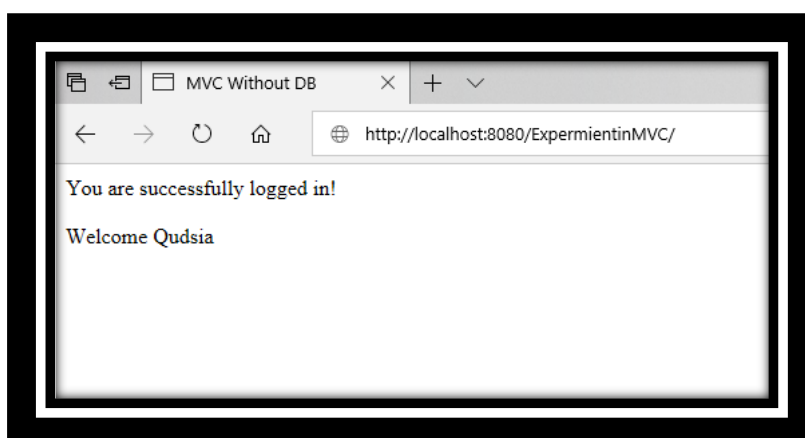 MVC Without DB
http://localhost:8080/ExpermientinMVC/
You are successfully logged in!
Welcome Qudsia